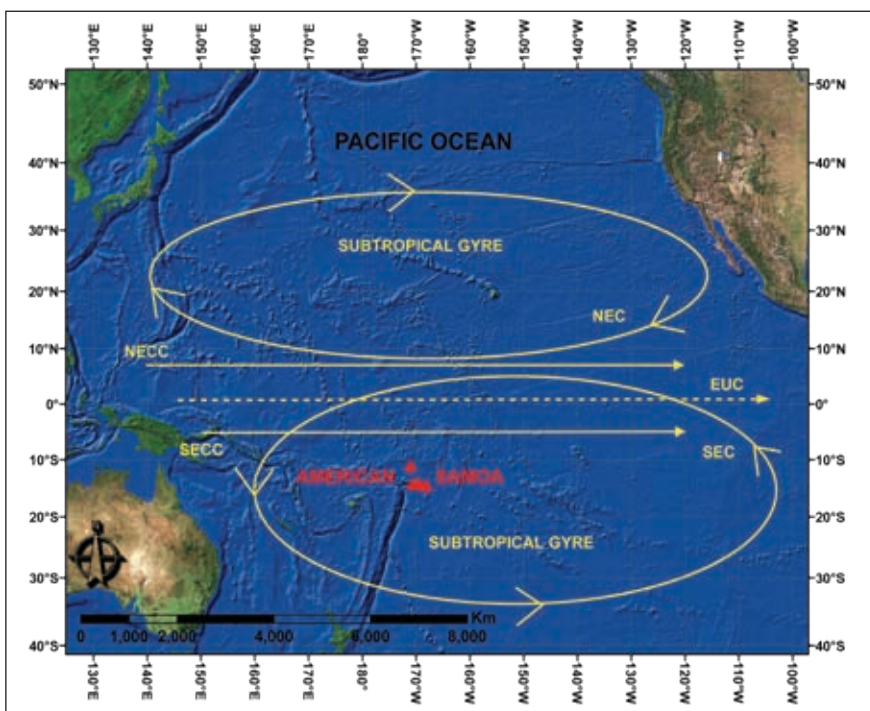 130°E 140°E 150°E 160°E 170°E 180° 170°W 160°W 150°W 140°W 130°W 120°W 110°W 100°W
50°N 50°N
PACIFIC OCEAN
40°N 40°N
30°N 30°N
SUBTROPICAL GYRE
20°N 20°N
NEC
10°N 10°N
NECC
EUC
0° 0°
SECC SEC
10°S 10°S
AMERICAN SAMOA
20°S 20°S
SUBTROPICAL GYRE
30°S 30°S
Km
0 1,000 2,000 4,000 6,000 8,000
40°S 40°S
130°E 140°E 150°E 160°E 170°E 180° 170°W 160°W 150°W 140°W 130°W 120°W 110°W 100°W